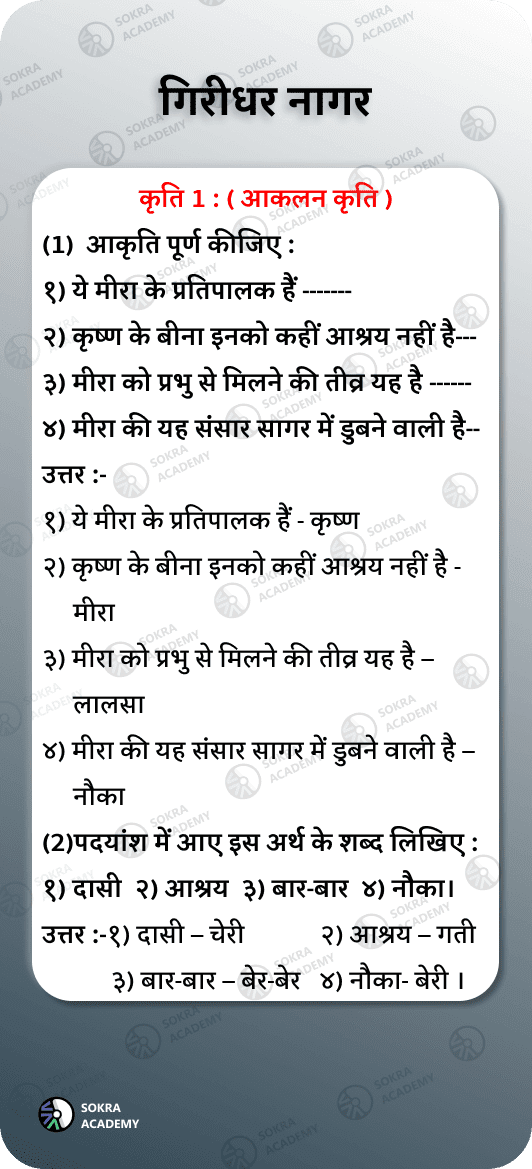 गिरीधर नागर
कृति 1 : ( आकलन कृति )
(1) आकृति पूर्ण कीजिए :
१) ये मीरा के प्रतिपालक हैं -------
२) कृष्ण के बीना इनको कहीं आश्रय नहीं है---
३) मीरा को प्रभु से मिलने की तीव्र यह है ------
४) मीरा की यह संसार सागर में डुबने वाली है--
उत्तर :-
१) ये मीरा के प्रतिपालक हैं - कृष्ण
२) कृष्ण के बीना इनको कहीं आश्रय नहीं है -
मीरा
३) मीरा को प्रभु से मिलने की तीव्र यह है –
लालसा
४) मीरा की यह संसार सागर में डुबने वाली है –
नौका
(2)पदयांश में आए इस अर्थ के शब्द लिखिए :
१) दासी २) आश्रय ३) बार-बार ४) नौका।
उत्तर :-१) दासी – चेरी २) आश्रय – गती
३) बार-बार – बेर-बेर ४) नौका- बेरी ।
SOKRA
ACADEMY